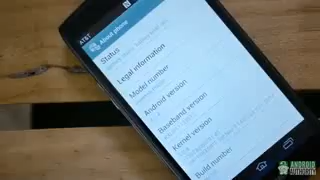 AT&T
About phone
Status
Legal information
Model number
Android version
Baseband version
Kernel version
Build number
ANDROID
AUTHORITY